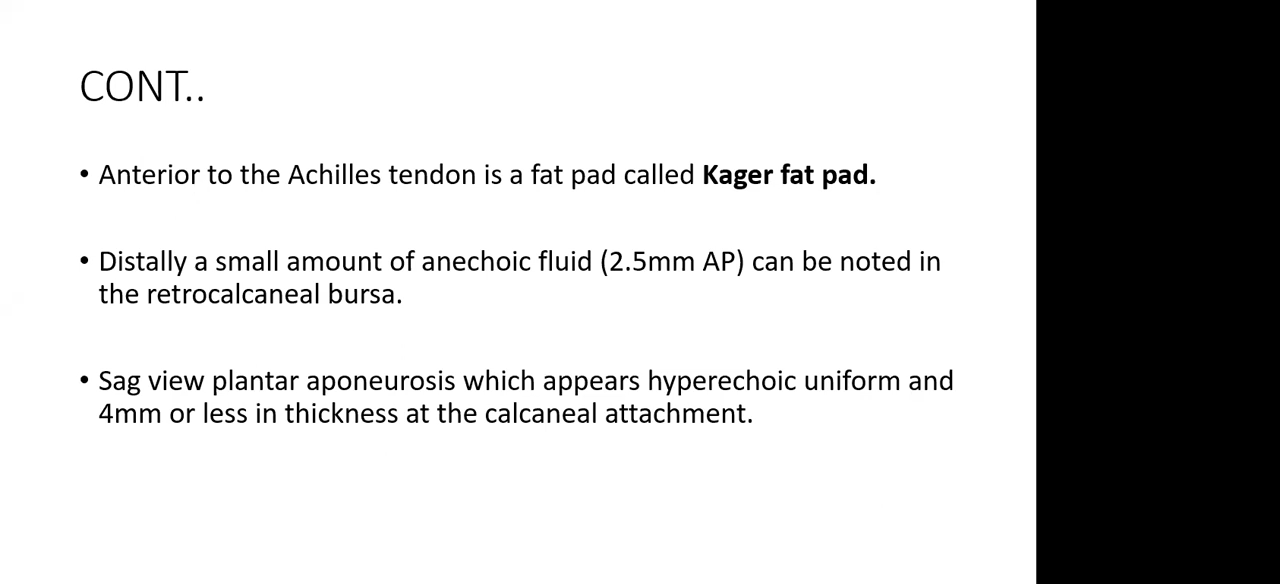 CONT..
• Anterior to the Achilles tendon is a fat pad called Kager fat pad.
• Distally a small amount of anechoic fluid (2.5mm AP) can be noted in
the retrocalcaneal bursa.
• Sag view plantar aponeurosis which appears hyperechoic uniform and
4mm or less in thickness at the calcaneal attachment.